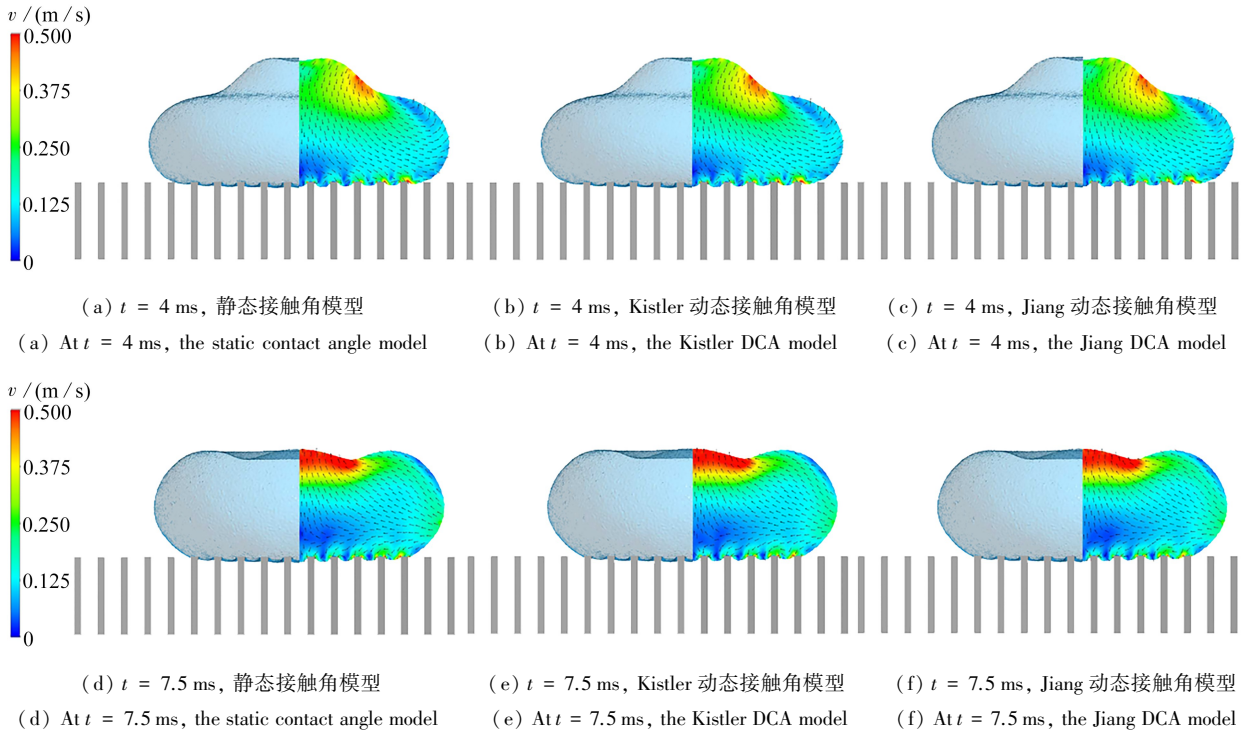 v/(m/s)
0.500
0.375
0.250
0.125
0
(a) t = 4 ms, 静态接触角模型
(b) t = 4 ms, Kistler 动态接触角模型
(c) t = 4 ms, Jiang 动态接触角模型
(a) At t = 4 ms, the static contact angle model
(b) At t = 4 ms, the Kistler DCA model
(c) At t = 4 ms, the Jiang DCA model
v/(m/s)
0.500
0.375
0.250
0.125
0
(d) t = 7.5 ms, 静态接触角模型
(e) t = 7.5 ms, Kistler 动态接触角模型
(f) t = 7.5 ms, Jiang 动态接触角模型
(d) At t = 7.5 ms, the static contact angle model
(e) At t = 7.5 ms, the Kistler DCA model
(f) At t = 7.5 ms, the Jiang DCA model